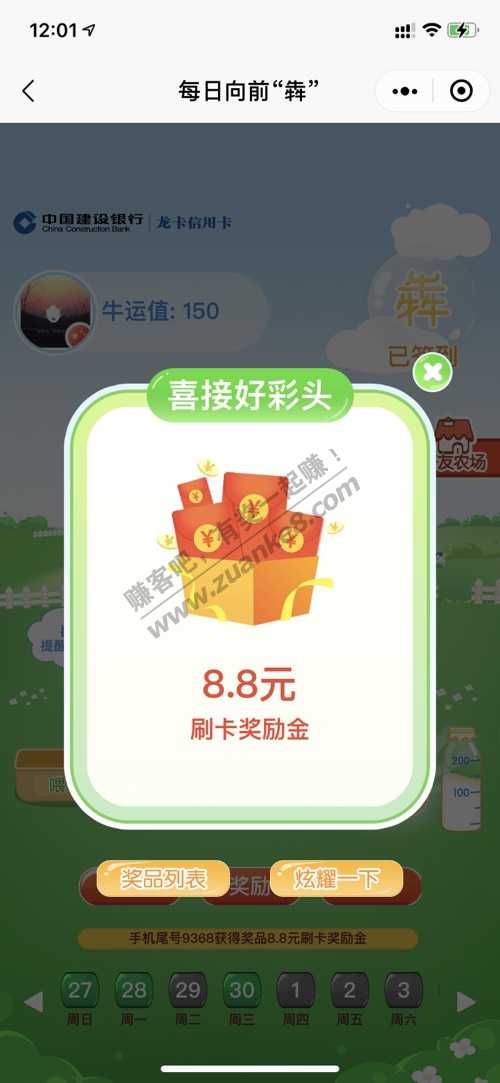 12:01
每日向前“犇”
中国建设银行 龙卡信用卡
China Construction Bank
牛运值: 150
犇
已签到
喜接好彩头
友农场
赚客吧，有奖一起赚！
www.zuanke8.com
8.8元
刷卡奖励金
提醒
200
100
喂
奖品列表
奖励
炫耀一下
手机尾号9368获得奖品8.8元刷卡奖励金
27 28 29 30 1 2 3
周日 周一 周二 周三 周四 周五 周六